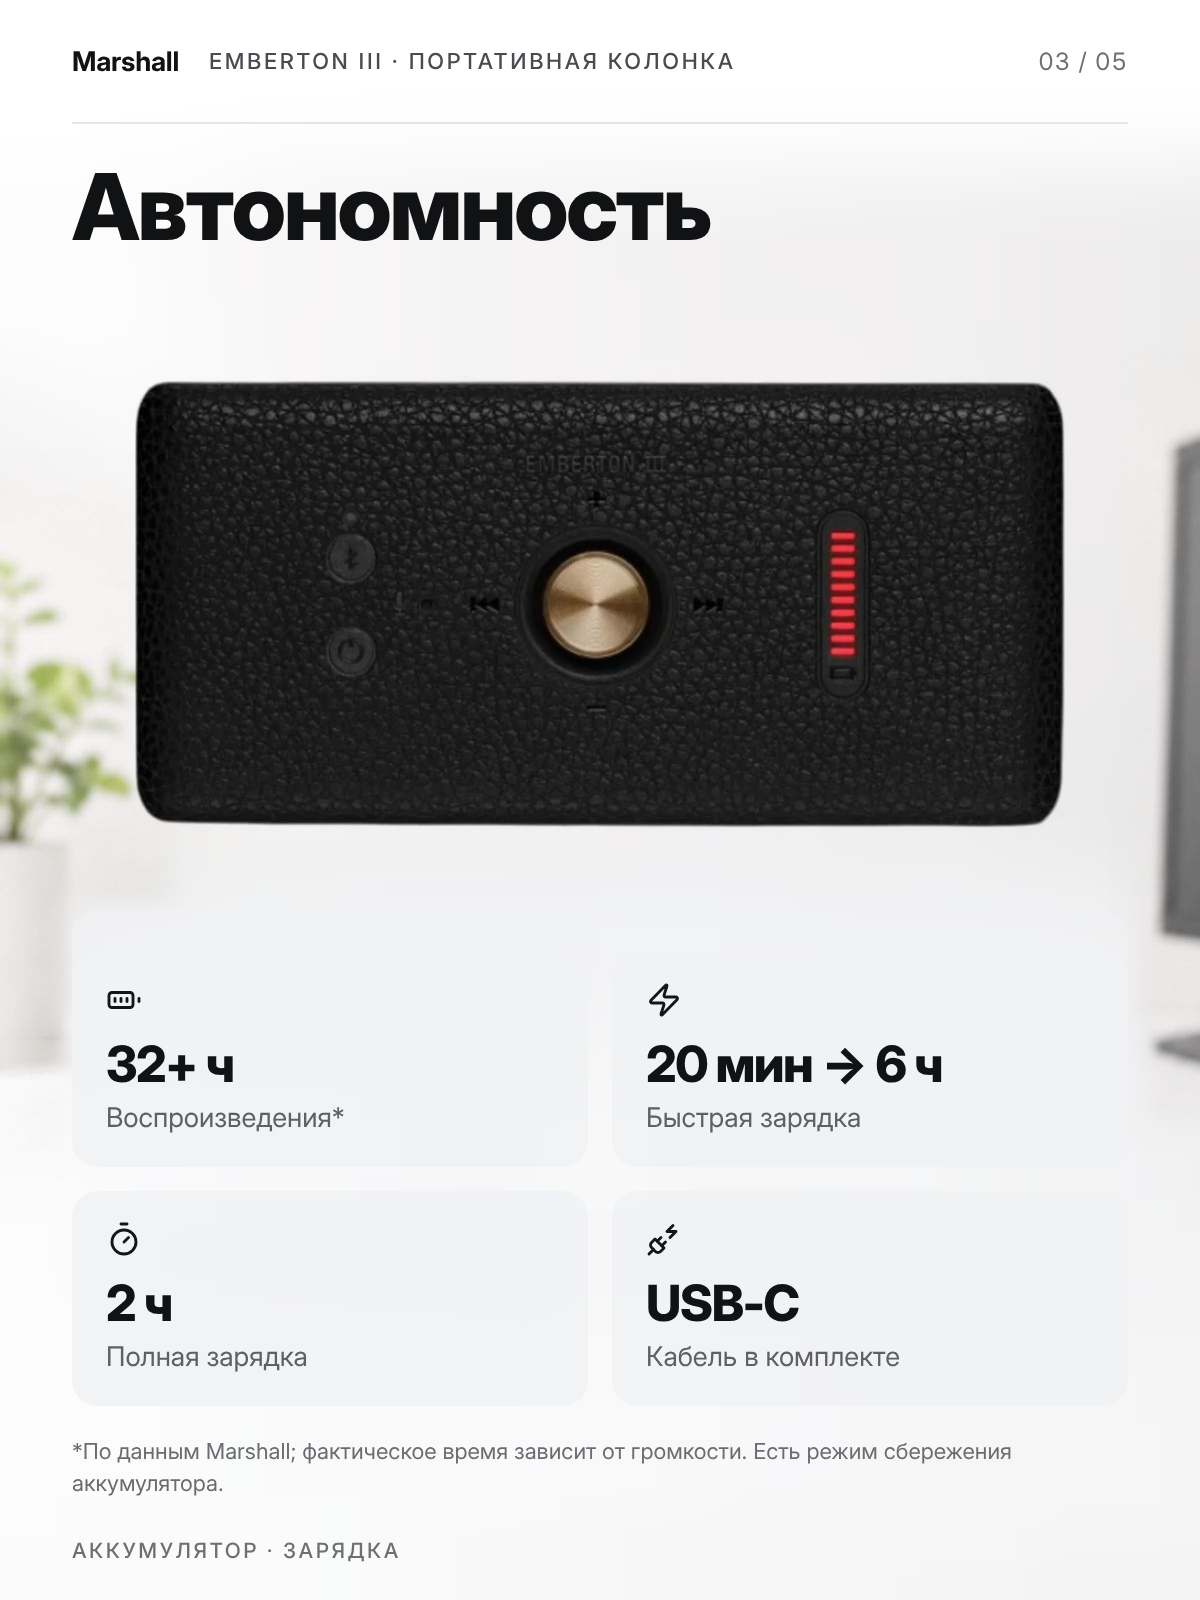 Marshall EMBERTON III · ПОРТАТИВНАЯ КОЛОНКА 03 / 05
Автономность
EMBERTON III
32+ ч
Воспроизведения*
20 мин → 6 ч
Быстрая зарядка
2 ч
Полная зарядка
USB-C
Кабель в комплекте
*По данным Marshall; фактическое время зависит от громкости. Есть режим сбережения
аккумулятора.
АККУМУЛЯТОР · ЗАРЯДКА